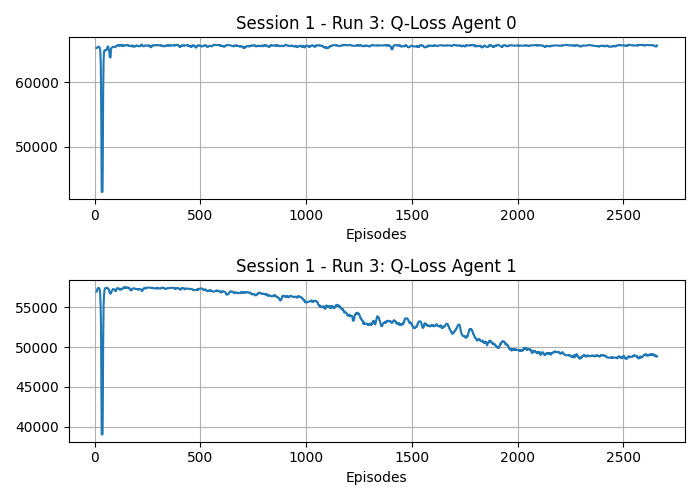 Session 1 - Run 3: Q-Loss Agent 0
60000
50000
0 500 1000 1500 2000 2500
Episodes
Session 1 - Run 3: Q-Loss Agent 1
55000
50000
45000
40000
0 500 1000 1500 2000 2500
Episodes